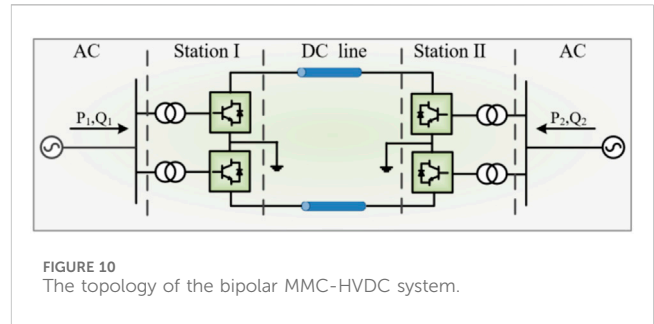 AC Station I DC line Station II AC
P₁,Q₁ P₂,Q₂
FIGURE 10
The topology of the bipolar MMC-HVDC system.